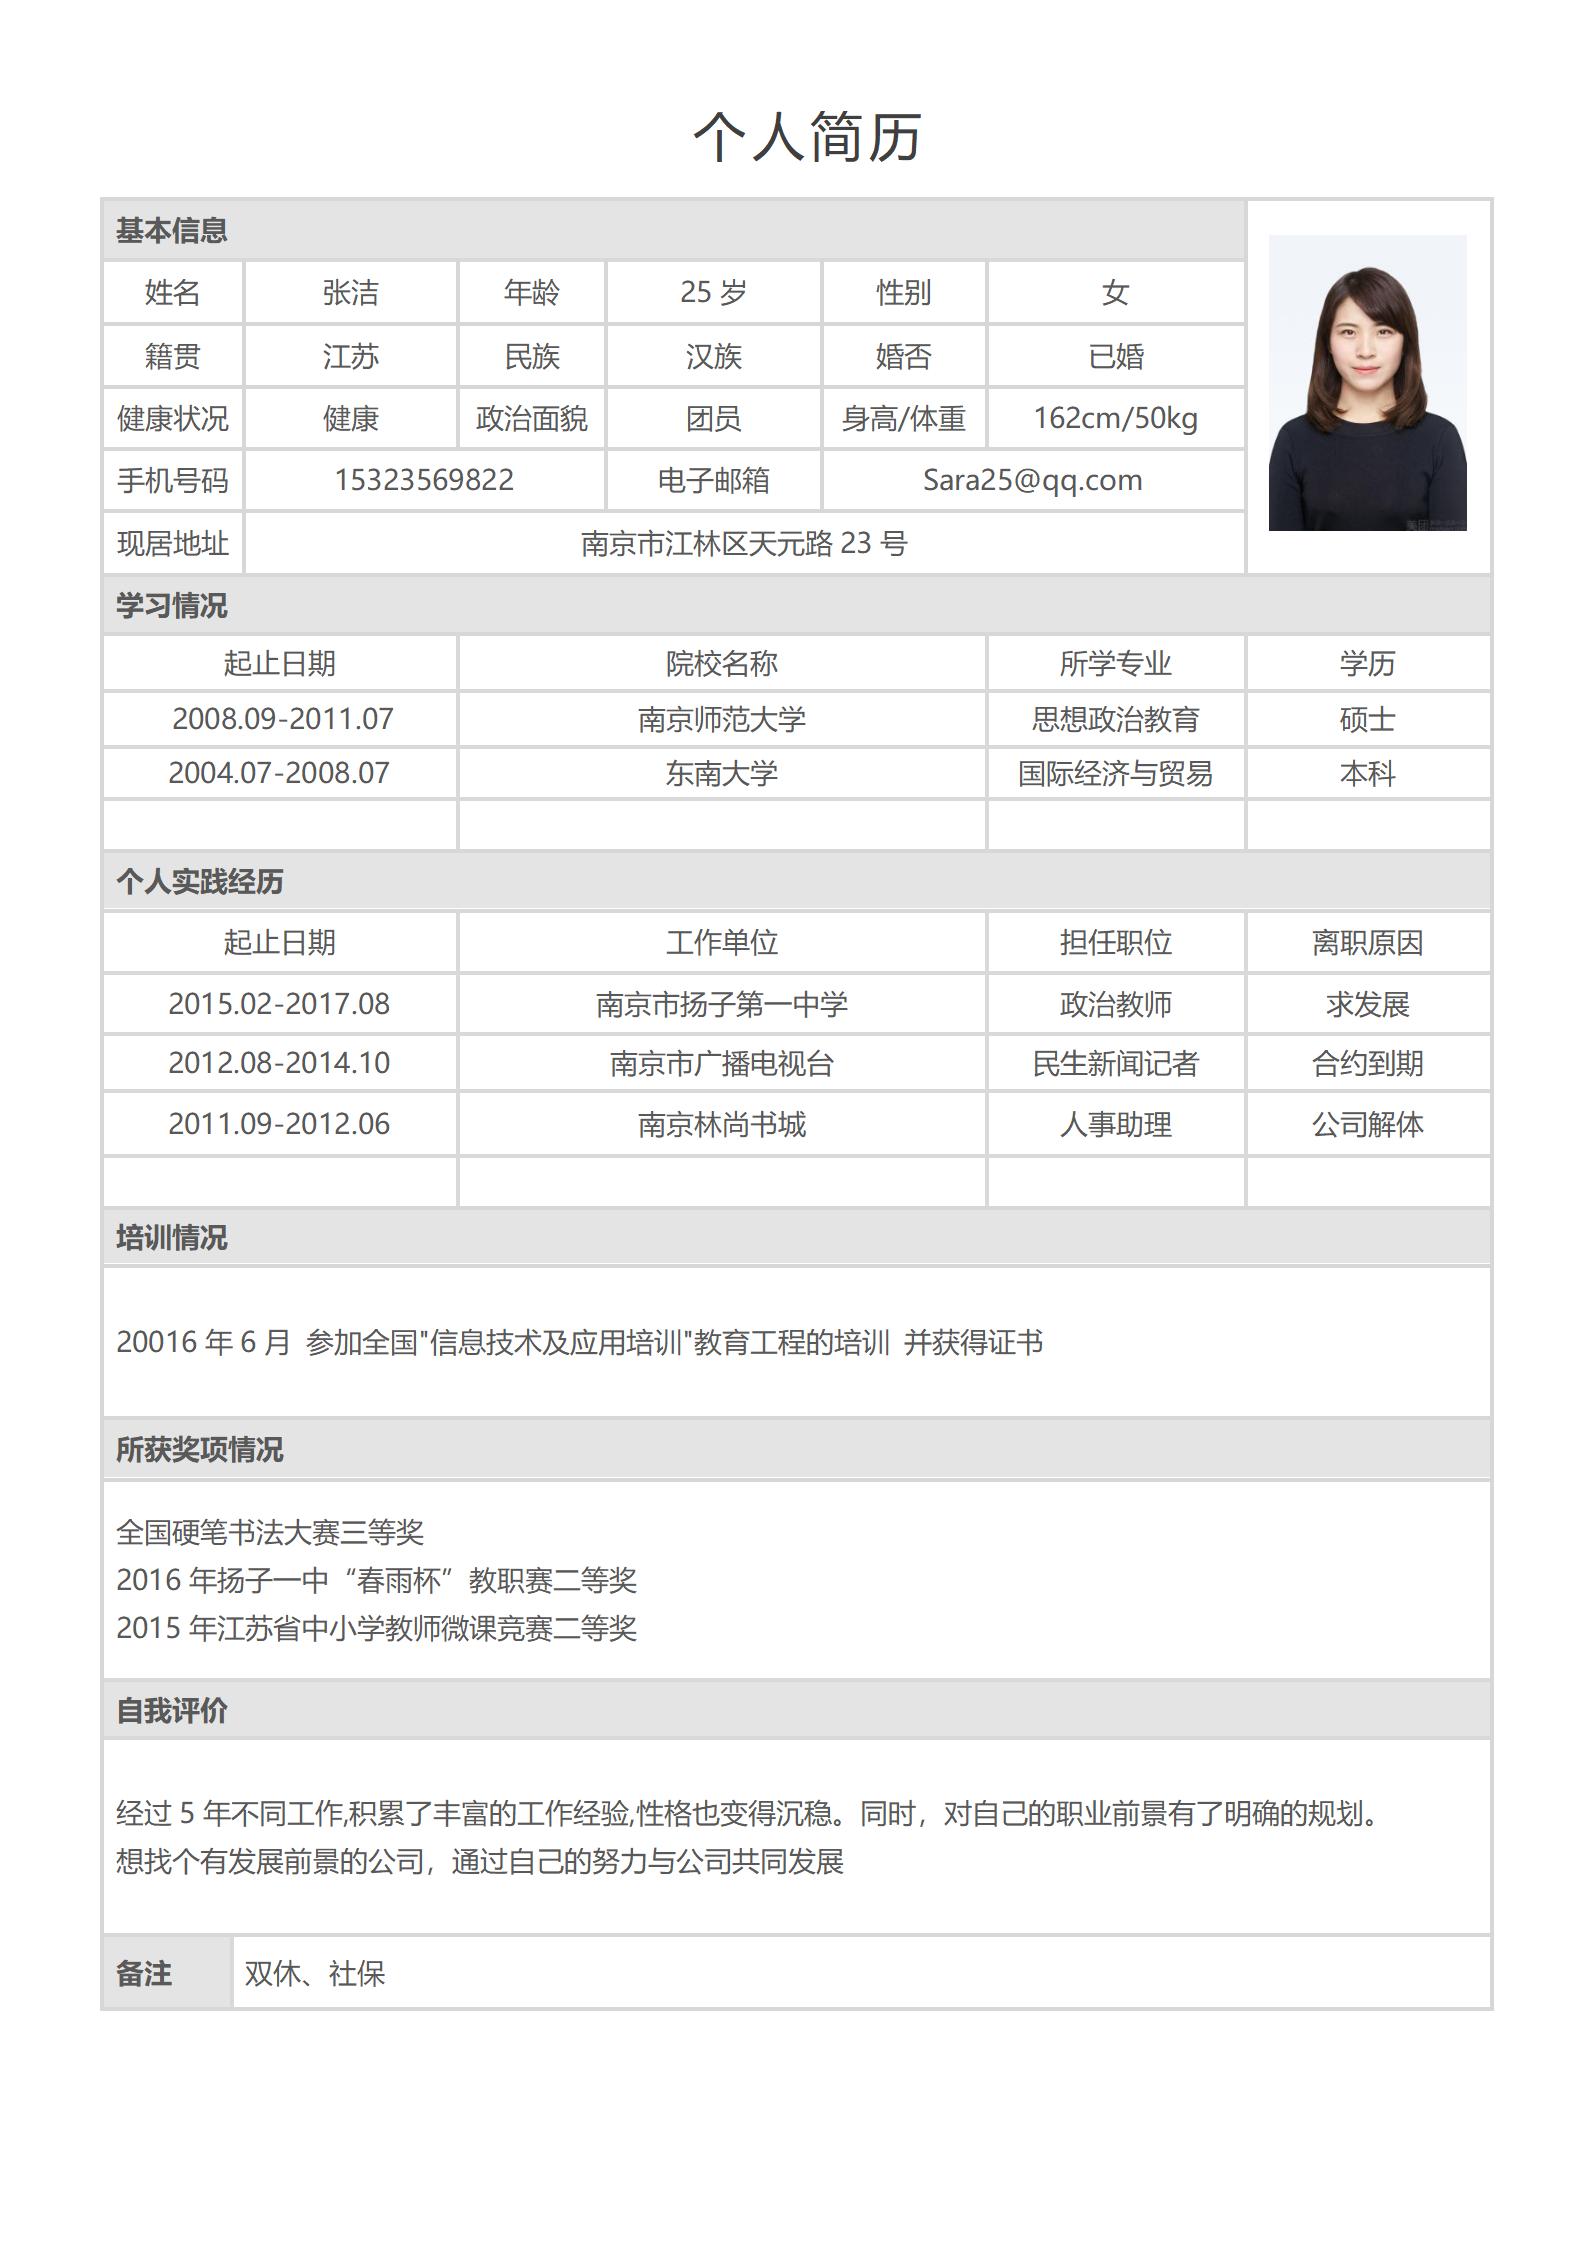 个人简历
基本信息
姓名 张洁 年龄 25 岁 性别 女
籍贯 江苏 民族 汉族 婚否 已婚
健康状况 健康 政治面貌 团员 身高/体重 162cm/50kg
手机号码 15323569822 电子邮箱 Sara25@qq.com
现居地址 南京市江林区天元路 23 号
学习情况
起止日期 院校名称 所学专业 学历
2008.09-2011.07 南京师范大学 思想政治教育 硕士
2004.07-2008.07 东南大学 国际经济与贸易 本科
个人实践经历
起止日期 工作单位 担任职位 离职原因
2015.02-2017.08 南京市扬子第一中学 政治教师 求发展
2012.08-2014.10 南京市广播电视台 民生新闻记者 合约到期
2011.09-2012.06 南京林尚书城 人事助理 公司解体
培训情况
20016 年 6 月 参加全国"信息技术及应用培训"教育工程的培训 并获得证书
所获奖项情况
全国硬笔书法大赛三等奖
2016 年扬子一中“春雨杯”教职赛二等奖
2015 年江苏省中小学教师微课竞赛二等奖
自我评价
经过 5 年不同工作,积累了丰富的工作经验,性格也变得沉稳。同时，对自己的职业前景有了明确的规划。
想找个有发展前景的公司，通过自己的努力与公司共同发展
备注 双休、社保